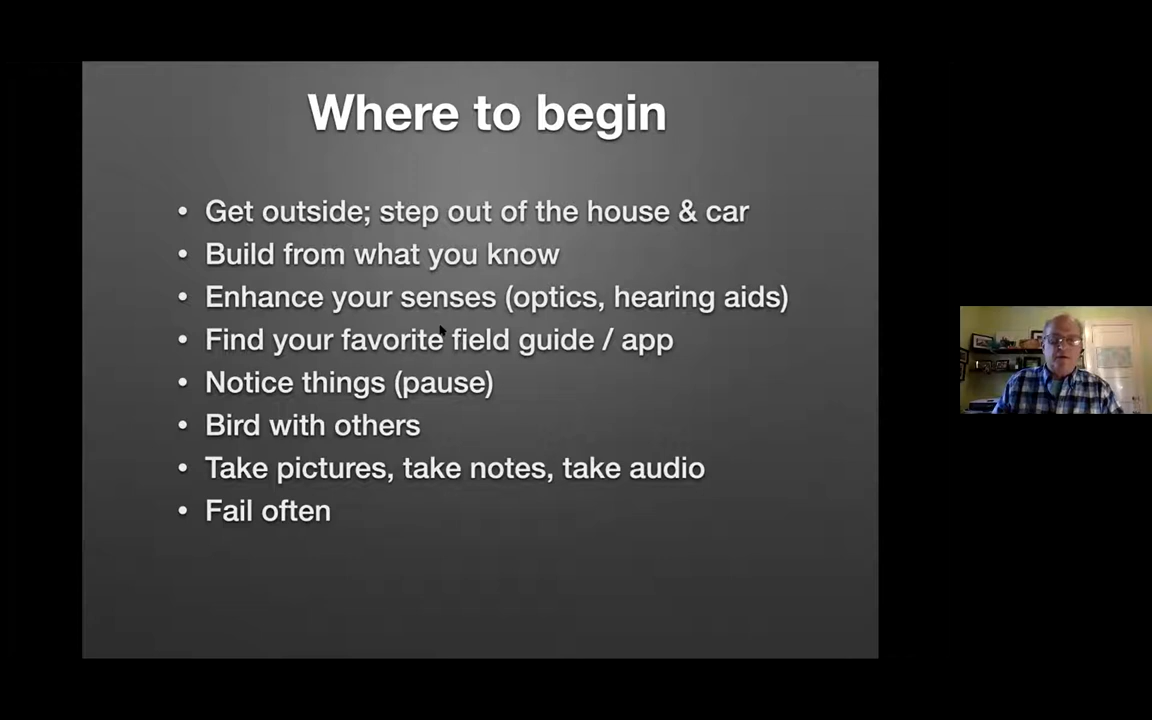 Where to begin
• Get outside; step out of the house & car
• Build from what you know
• Enhance your senses (optics, hearing aids)
• Find your favorite field guide / app
• Notice things (pause)
• Bird with others
• Take pictures, take notes, take audio
• Fail often